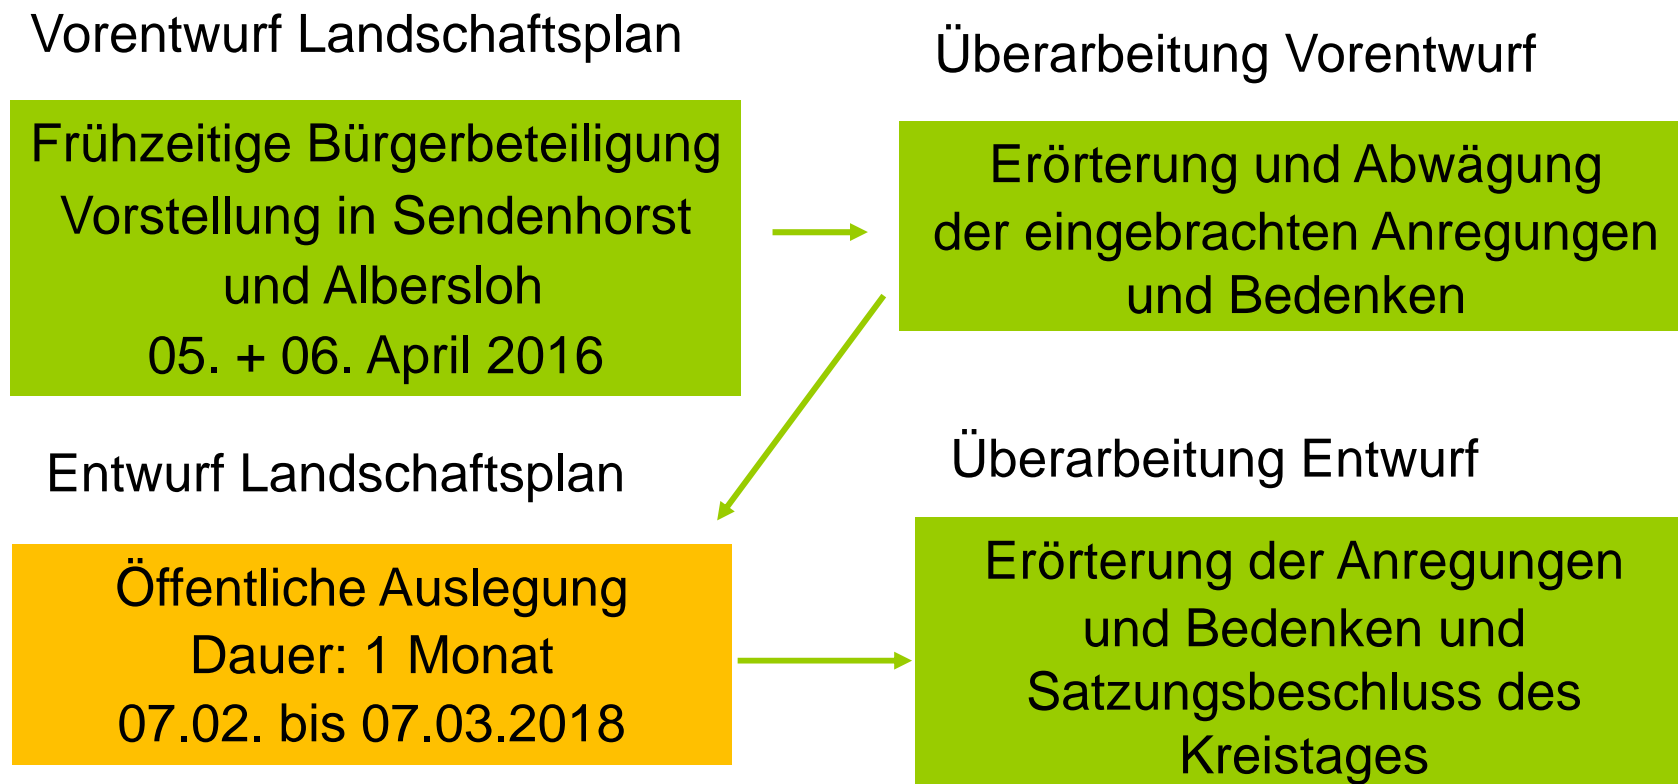 Vorentwurf Landschaftsplan
Frühzeitige Bürgerbeteiligung
Vorstellung in Sendenhorst
und Albersloh
05. + 06. April 2016
Überarbeitung Vorentwurf
Erörterung und Abwägung
der eingebrachten Anregungen
und Bedenken
Entwurf Landschaftsplan
Öffentliche Auslegung
Dauer: 1 Monat
07.02. bis 07.03.2018
Überarbeitung Entwurf
Erörterung der Anregungen
und Bedenken und
Satzungsbeschluss des
Kreistages